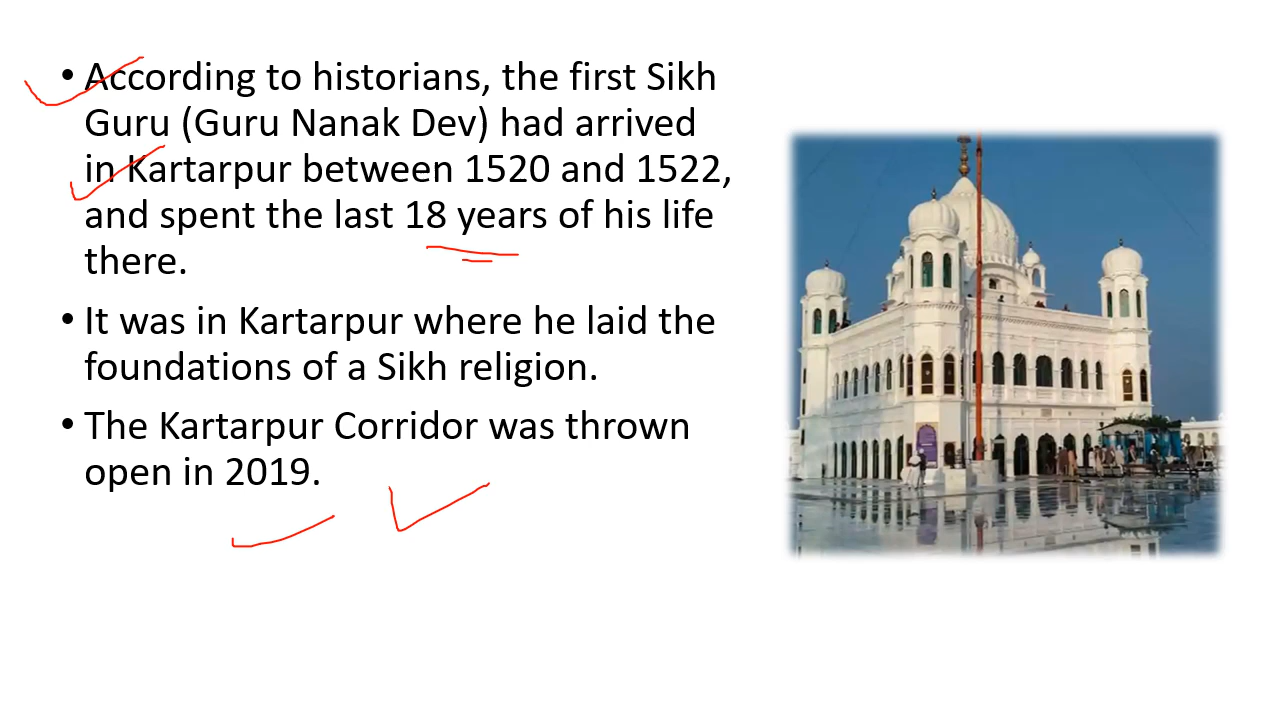 • According to historians, the first Sikh
Guru (Guru Nanak Dev) had arrived
in Kartarpur between 1520 and 1522,
and spent the last 18 years of his life
there.
• It was in Kartarpur where he laid the
foundations of a Sikh religion.
• The Kartarpur Corridor was thrown
open in 2019.